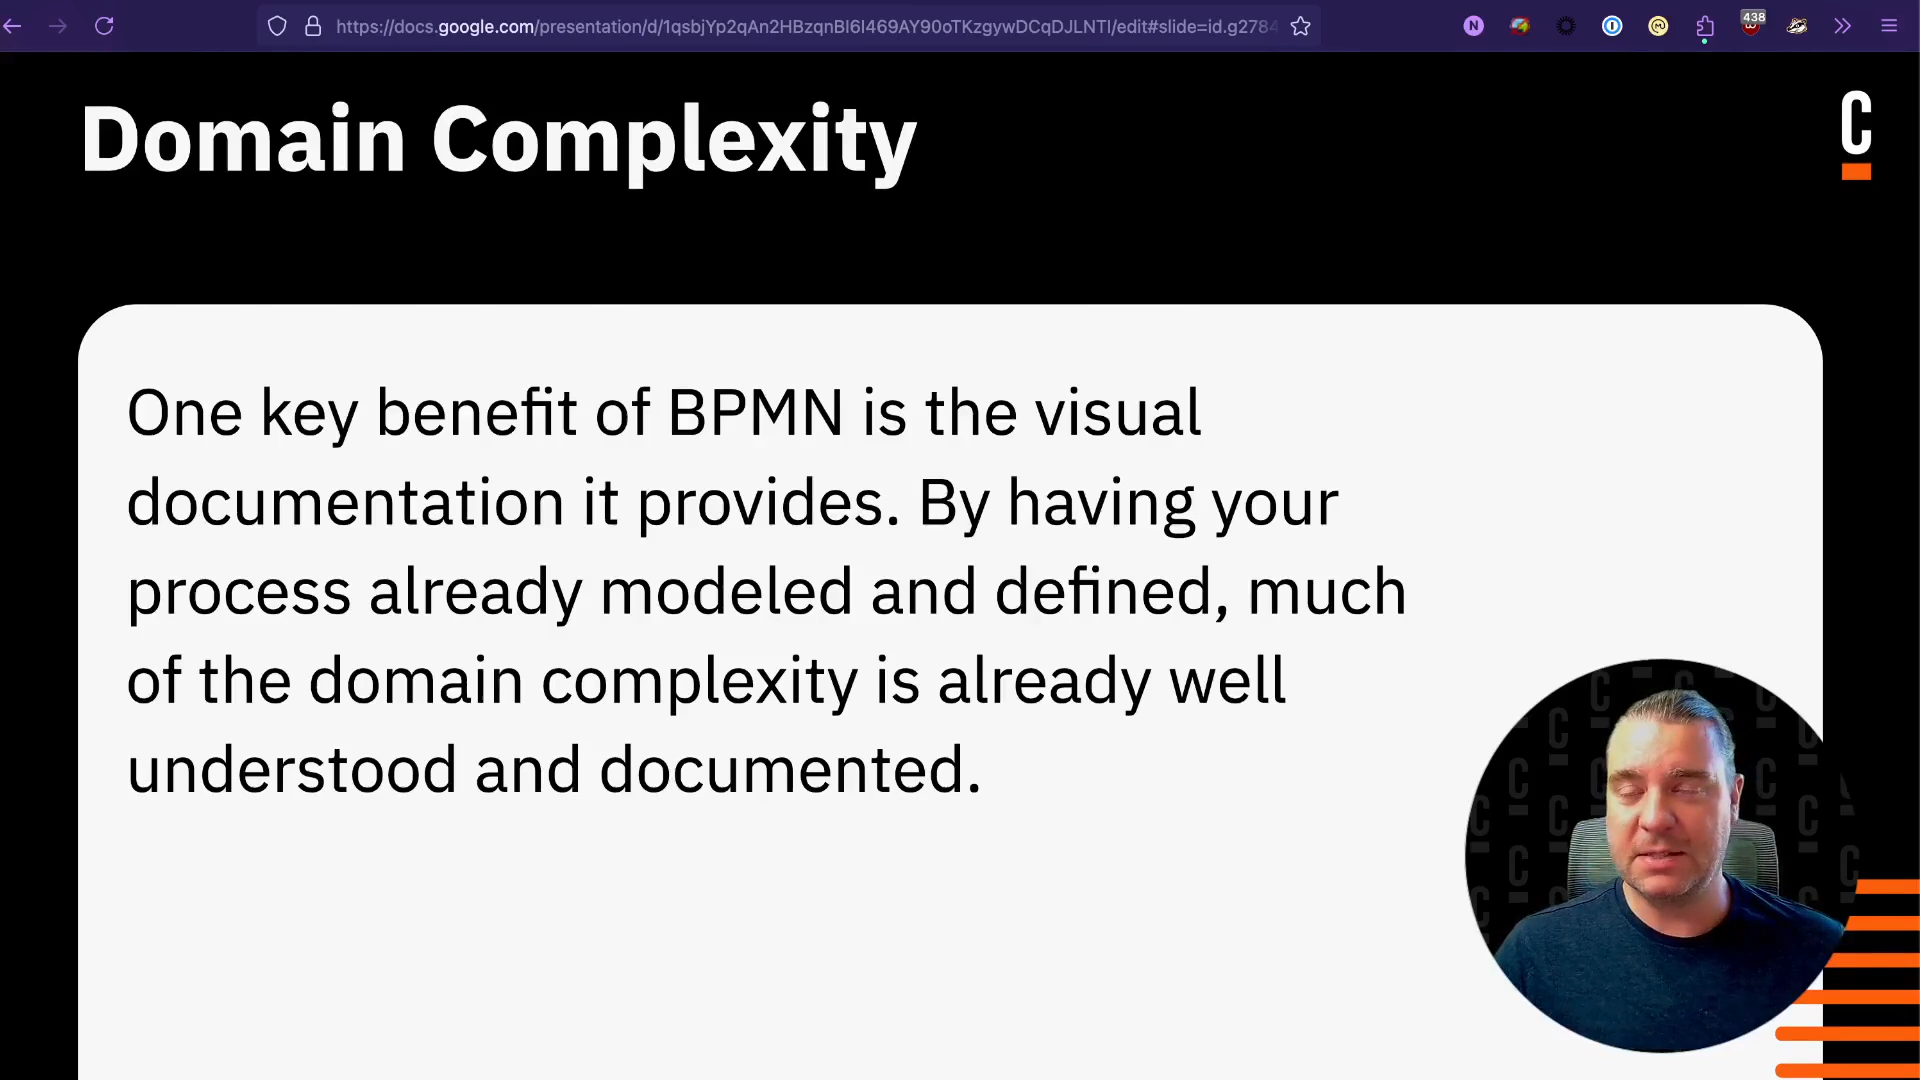 https://docs.google.com/presentation/d/1qsbjYp2qAn2HBzqnBl6l469AY90oTKzgywDCqDJLNTI/edit#slide=id.g2784
N
438
Domain Complexity
C
One key benefit of BPMN is the visual
documentation it provides. By having your
process already modeled and defined, much
of the domain complexity is already well
understood and documented.